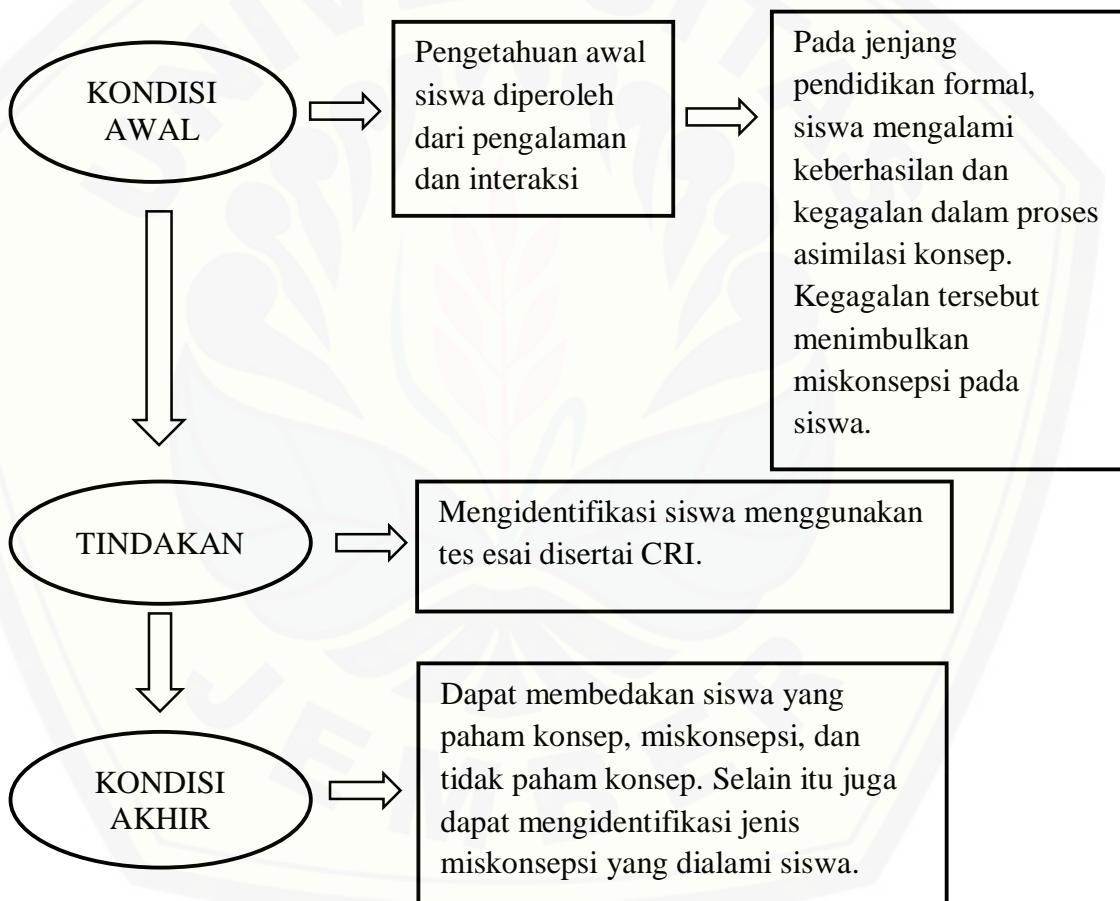 KONDISI
AWAL
Pengetahuan awal
siswa diperoleh
dari pengalaman
dan interaksi
Pada jenjang
pendidikan formal,
siswa mengalami
keberhasilan dan
kegagalan dalam proses
asimilasi konsep.
Kegagalan tersebut
menimbulkan
miskonsepsi pada
siswa.
TINDAKAN
Mengidentifikasi siswa menggunakan
tes esai disertai CRI.
KONDISI
AKHIR
Dapat membedakan siswa yang
paham konsep, miskonsepsi, dan
tidak paham konsep. Selain itu juga
dapat mengidentifikasi jenis
miskonsepsi yang dialami siswa.
JEMBER